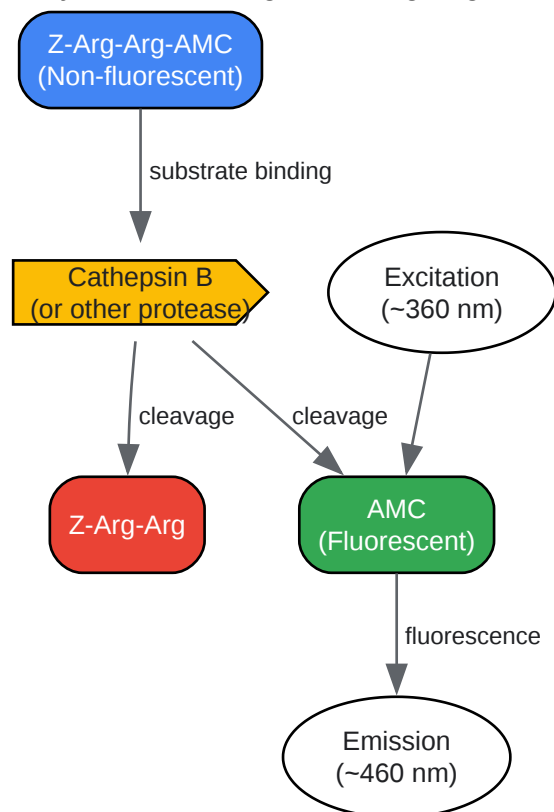 Z-Arg-Arg-AMC
(Non-fluorescent)
substrate binding
Cathepsin B
(or other protease)
Excitation
(~360 nm)
cleavage
cleavage
Z-Arg-Arg
AMC
(Fluorescent)
fluorescence
Emission
(~460 nm)